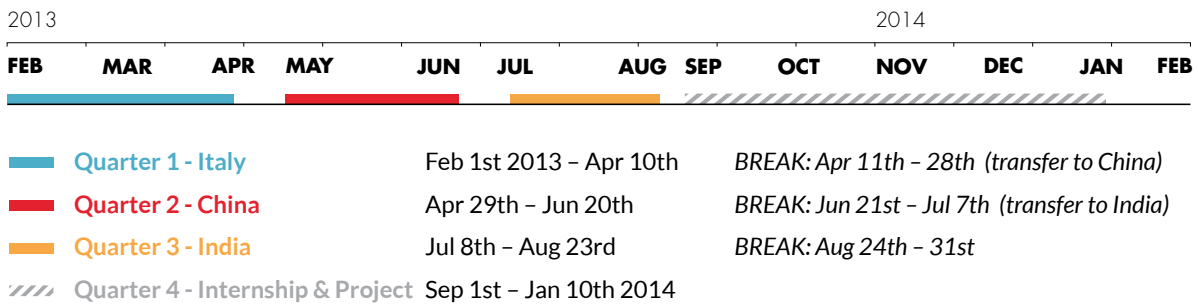 2013 2014
FEB MAR APR MAY JUN JUL AUG SEP OCT NOV DEC JAN FEB
Quarter 1 - Italy Feb 1st 2013 – Apr 10th BREAK: Apr 11th – 28th (transfer to China)
Quarter 2 - China Apr 29th – Jun 20th BREAK: Jun 21st – Jul 7th (transfer to India)
Quarter 3 - India Jul 8th – Aug 23rd BREAK: Aug 24th – 31st
Quarter 4 - Internship & Project Sep 1st – Jan 10th 2014